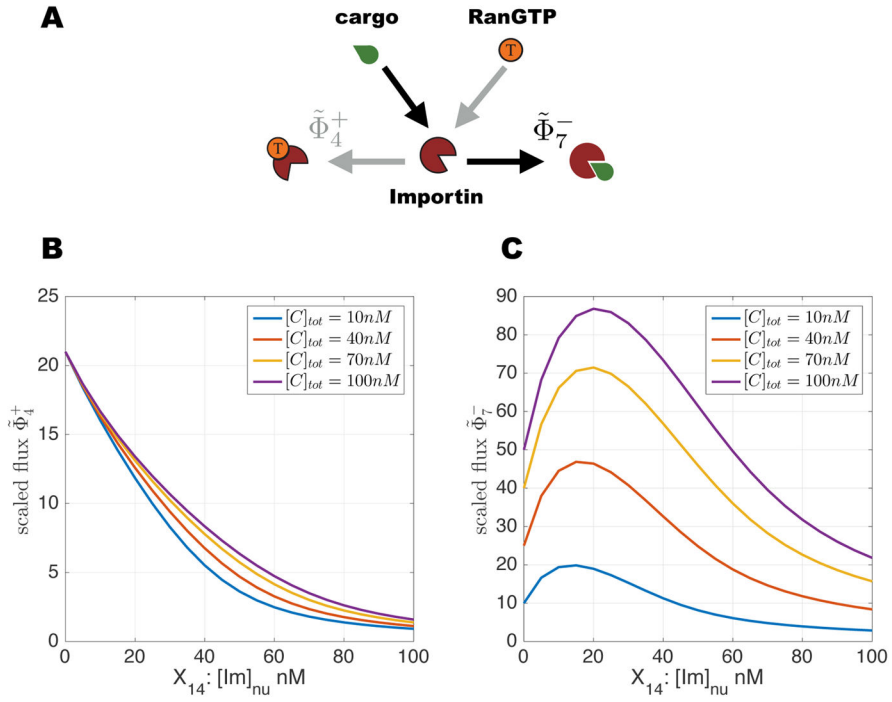 A
cargo RanGTP
T
Φ̃₄⁺ Φ̃₇⁻
T
Importin
B C
25
20
15
10
5
0
scaled flux Φ̃₄⁺
[C]tot = 10nM
[C]tot = 40nM
[C]tot = 70nM
[C]tot = 100nM
0 20 40 60 80 100
X₁₄: [Im]nu nM
90
80
70
60
50
40
30
20
10
0
scaled flux Φ̃₇⁻
[C]tot = 10nM
[C]tot = 40nM
[C]tot = 70nM
[C]tot = 100nM
0 20 40 60 80 100
X₁₄: [Im]nu nM